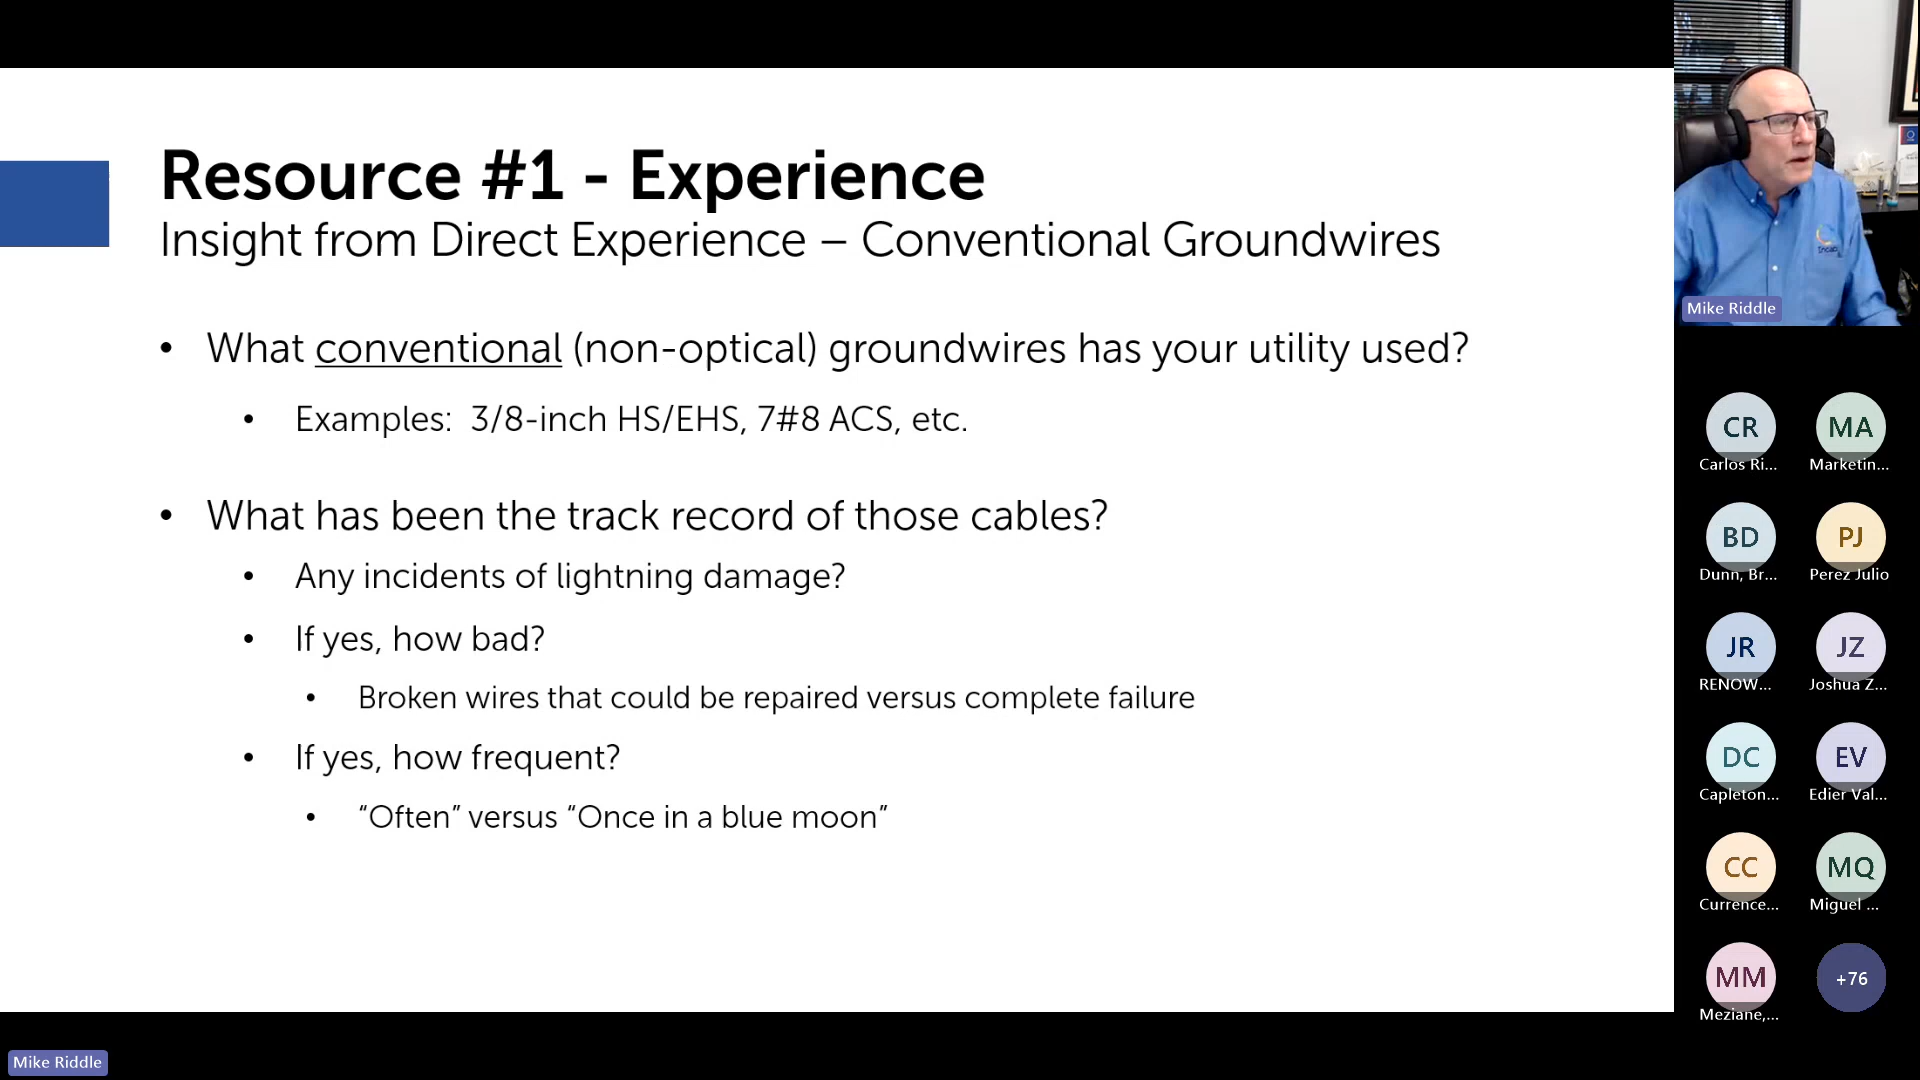 Resource #1 - Experience
Insight from Direct Experience – Conventional Groundwires
• What conventional (non-optical) groundwires has your utility used?
• Examples: 3/8-inch HS/EHS, 7#8 ACS, etc.
• What has been the track record of those cables?
• Any incidents of lightning damage?
• If yes, how bad?
• Broken wires that could be repaired versus complete failure
• If yes, how frequent?
• “Often” versus “Once in a blue moon”
Mike Riddle
CR MA
Carlos Ri... Marketin...
BD PJ
Dunn, Br... Perez Julio
JR JZ
RENOW... Joshua Z...
DC EV
Capleton... Edier Val...
CC MQ
Currence... Miguel ...
MM +76
Meziane,...
Mike Riddle